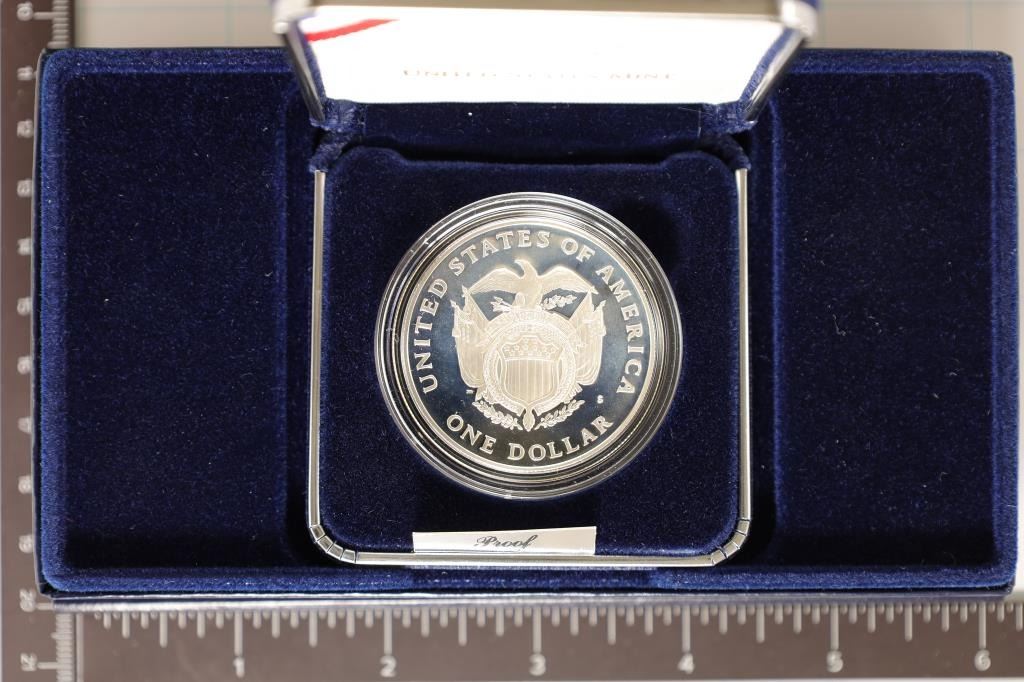 UNITED STATES MINT
UNITED STATES OF AMERICA
S
ONE DOLLAR
Proof
1 2 3 4 5 6